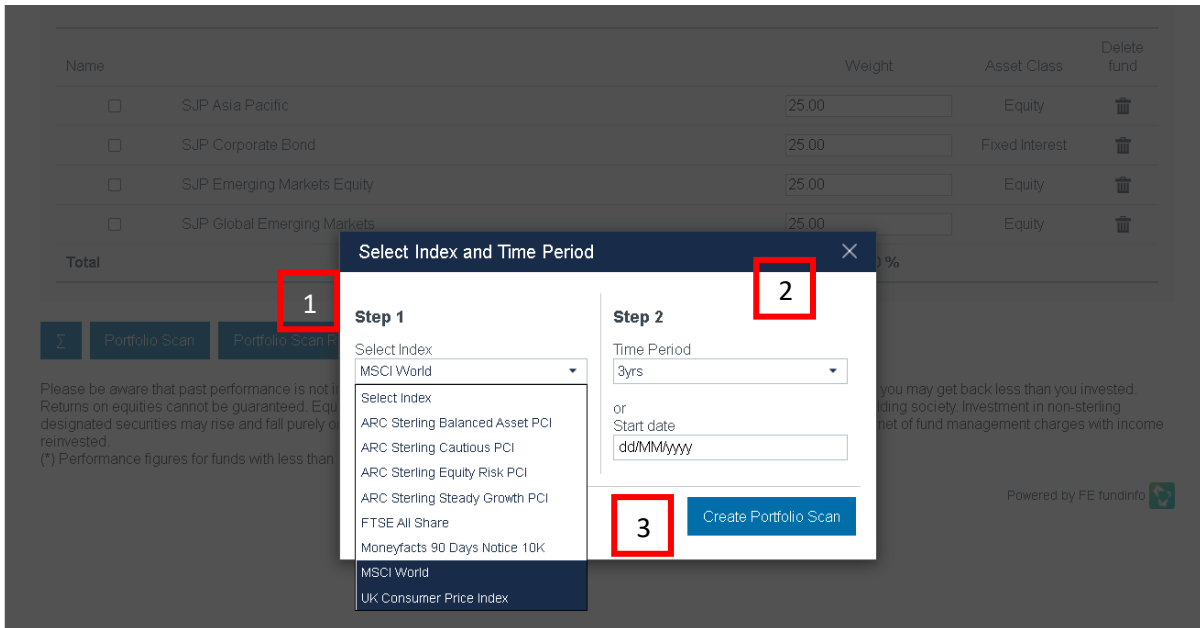 Name Weight Asset Class Delete fund
SJP Asia Pacific 25.00 Equity
SJP Corporate Bond 25.00 Fixed Interest
SJP Emerging Markets Equity 25.00 Equity
SJP Global Emerging Markets 25.00 Equity
Total %
Select Index and Time Period
1
2
Step 1
Step 2
Select Index
Time Period
MSCI World
3yrs
Select Index
ARC Sterling Balanced Asset PCI
ARC Sterling Cautious PCI
ARC Sterling Equity Risk PCI
ARC Sterling Steady Growth PCI
FTSE All Share
Moneyfacts 90 Days Notice 10K
MSCI World
UK Consumer Price Index
or
Start date
dd/MM/yyyy
3
Create Portfolio Scan
Σ Portfolio Scan Portfolio Scan R
Please be aware that past performance is not i you may get back less than you invested.
Returns on equities cannot be guaranteed. Equ lding society. Investment in non-sterling
designated securities may rise and fall purely o net of fund management charges with income
reinvested.
(*) Performance figures for funds with less than
Powered by FE fundinfo